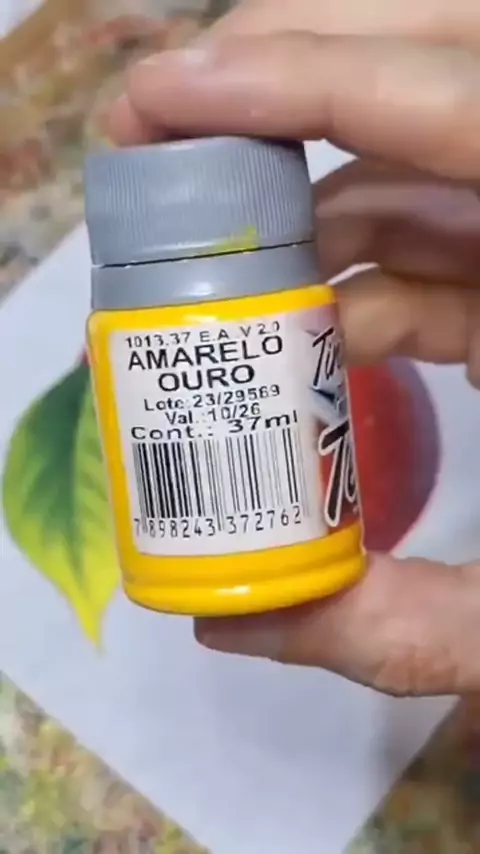 1013.37 E.A V 2.0
AMARELO
OURO
Lote: 23/29569
Val.:10/26
Cont.: 37ml
7898243372762